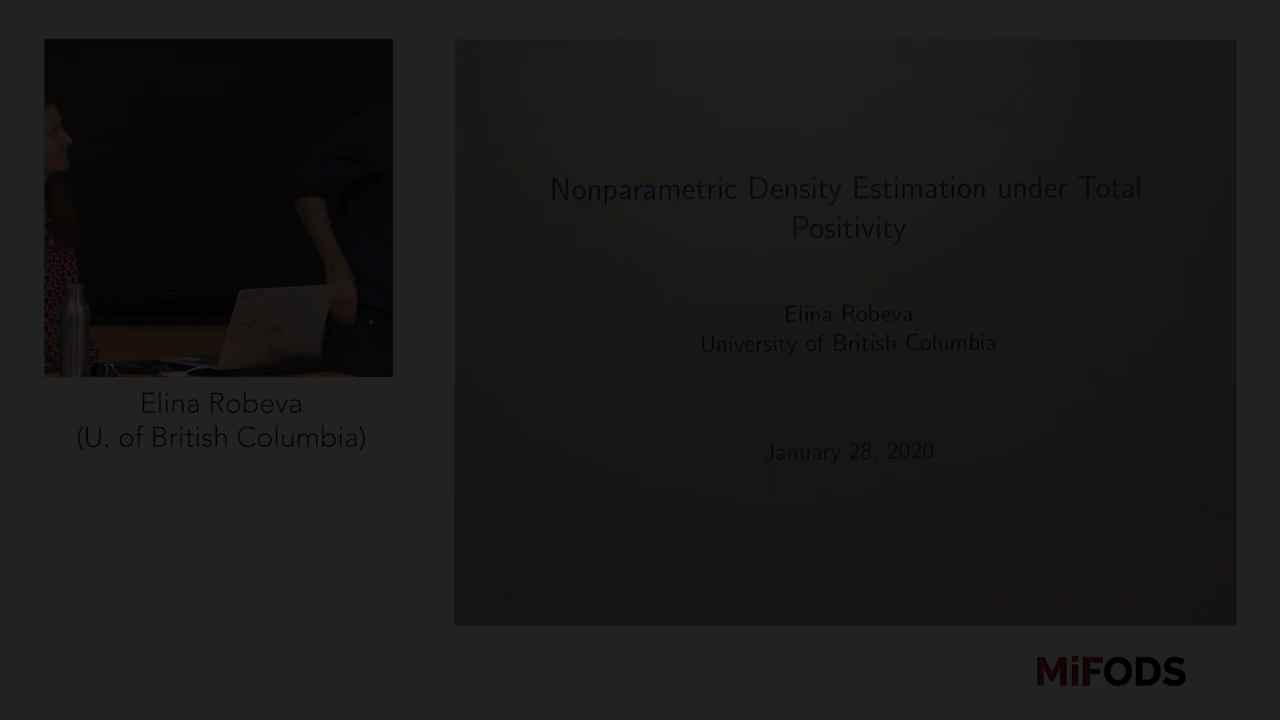 Nonparametric Density Estimation under Total
Positivity
Elina Robeva
University of British Columbia
January 28, 2020
Elina Robeva
(U. of British Columbia)
MiFODS